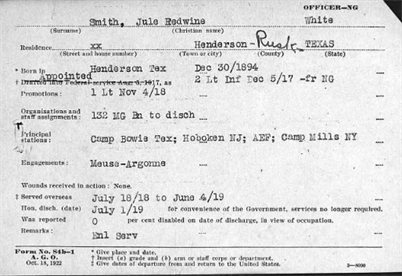 OFFICER-NG
Smith, Jule Redwine White
(Surname) (Christian name)
Residence, xx Henderson- Rusk TEXAS
(Street and house number) (Town or city) (County) (State)
* Born in Henderson Tex Dec 30/1894
Appointed
2 Lt Inf Dec 5/17 -fr NG
Promotions: 1 Lt Nov 4/18
Organizations and
staff assignments: 132 MG Bn to disch
Principal
stations: Camp Bowie Tex; Hoboken NJ; AEF; Camp Mills NY
Engagements: Meuse-Argonne
Wounds received in action: None.
‡ Served overseas July 18/18 to June /19
Hon. disch. (date) July 1/19 for convenience of the Government, services no longer required.
Was reported 0 per cent disabled on date of discharge, in view of occupation.
Remarks: Enl Serv
Form No. 84b-1
A. G. O.
Oct. 18, 1922
* Give place and date.
† Insert (a) grade and (b) arm or staff corps or department.
‡ Give dates of departure from and return to the United States.